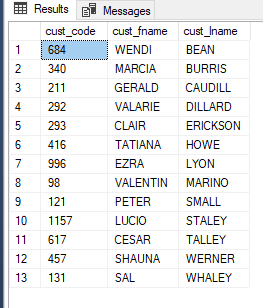 Results Messages
cust_code cust_fname cust_lname
1 684 WENDI BEAN
2 340 MARCIA BURRIS
3 211 GERALD CAUDILL
4 292 VALARIE DILLARD
5 293 CLAIR ERICKSON
6 416 TATIANA HOWE
7 996 EZRA LYON
8 98 VALENTIN MARINO
9 121 PETER SMALL
10 1157 LUCIO STALEY
11 617 CESAR TALLEY
12 457 SHAUNA WERNER
13 131 SAL WHALEY